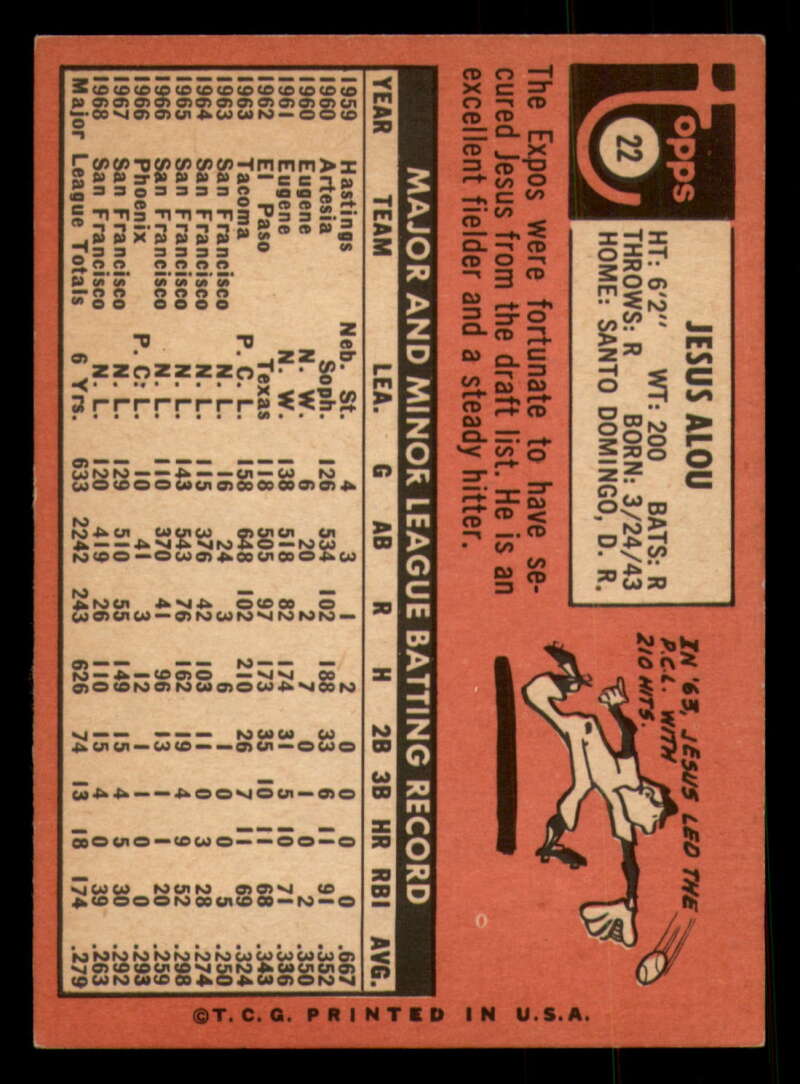 Topps
22
JESUS ALOU
HT: 6'2" WT: 200 BATS: R
THROWS: R BORN: 3/24/43
HOME: SANTO DOMINGO, D. R.
The Expos were fortunate to have se-
cured Jesus from the draft list. He is an
excellent fielder and a steady hitter.
IN '63, JESUS LED THE
P.C.L. WITH
210 HITS.
MAJOR AND MINOR LEAGUE BATTING RECORD
YEAR TEAM LEA. G AB R H 2B 3B HR RBI AVG.
1959 Hastings Neb. St. 4 3 1 2 0 0 0 0 .667
1960 Artesia Soph. 126 534 102 188 33 6 11 91 .352
1960 Eugene N. W. 6 20 2 7 0 1 0 2 .350
1961 Eugene N. W. 138 518 82 174 31 5 10 71 .336
1962 El Paso Texas 118 505 97 173 35 10 11 68 .343
1963 Tacoma P. C. L. 158 648 102 210 26 7 11 69 .324
1963 San Francisco N. L. 16 24 3 6 1 0 0 5 .250
1964 San Francisco N. L. 115 376 42 103 11 0 3 28 .274
1965 San Francisco N. L. 143 543 76 162 19 4 9 52 .298
1966 San Francisco N. L. 110 370 41 96 13 1 1 20 .259
1966 Phoenix P. C. L. 10 41 3 12 1 1 0 0 .293
1967 San Francisco N. L. 129 510 55 149 15 4 5 30 .292
1968 San Francisco N. L. 120 419 26 110 15 4 0 39 .263
Major League Totals 6 Yrs. 633 2242 243 626 74 13 18 174 .279
©T. C. G. PRINTED IN U.S.A.